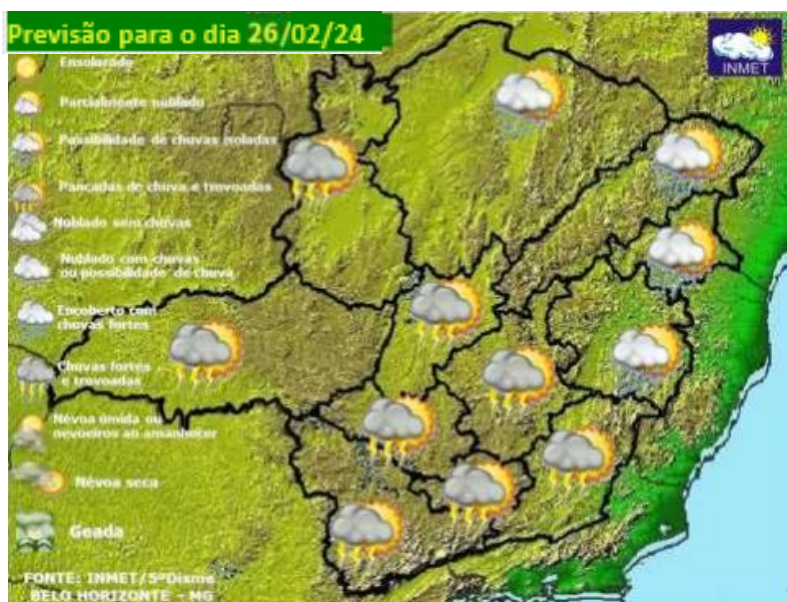 Previsão para o dia 26/02/24
INMET
Ensolarado
Parcialmente nublado
Possibilidade de chuvas isoladas
Pancadas de chuva e trovoadas
Nublado sem chuvas
Nublado com chuvas
ou possibilidade de chuva
Encoberto com
chuvas fortes
Chuvas fortes
e trovoadas
Névoa úmida ou
nevoeiros ao amanhecer
Névoa seca
Geada
FONTE: INMET/5ºDisme
BELO HORIZONTE - MG